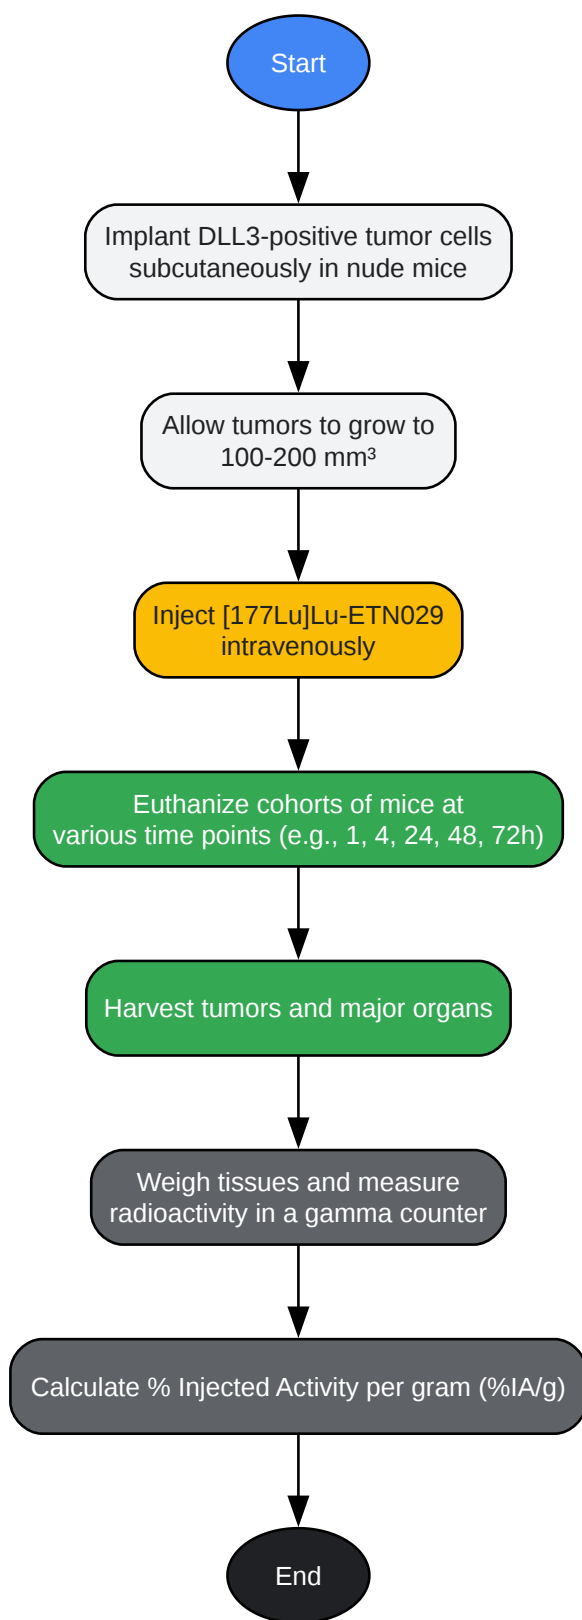 Start
Implant DLL3-positive tumor cells
subcutaneously in nude mice
Allow tumors to grow to
100-200 mm³
Inject [177Lu]Lu-ETN029
intravenously
Euthanize cohorts of mice at
various time points (e.g., 1, 4, 24, 48, 72h)
Harvest tumors and major organs
Weigh tissues and measure
radioactivity in a gamma counter
Calculate % Injected Activity per gram (%IA/g)
End